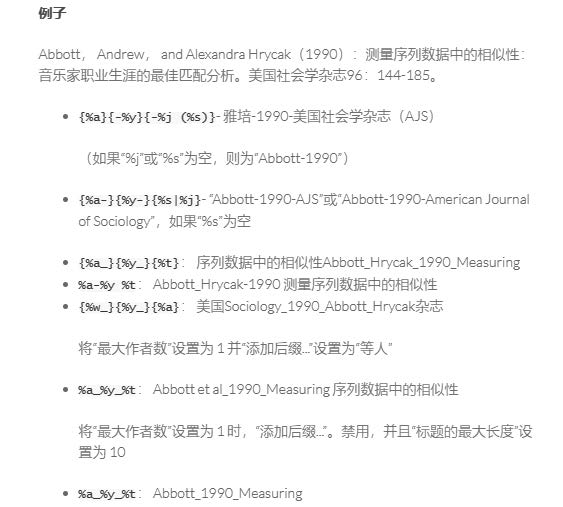 例子
Abbott， Andrew， and Alexandra Hrycak（1990）：测量序列数据中的相似性：
音乐家职业生涯的最佳匹配分析。美国社会学杂志96：144-185。
{%a}{-%y}{-%j (%s)}- 雅培-1990-美国社会学杂志（AJS）
（如果“%j”或“%s”为空，则为“Abbott-1990”）
{%a-}{%y-}{%s|%j}- “Abbott-1990-AJS”或“Abbott-1990-American Journal
of Sociology”，如果“%s”为空
{%a_}{%y_}{%t}： 序列数据中的相似性Abbott_Hrycak_1990_Measuring
%a-%y %t： Abbott_Hrycak-1990 测量序列数据中的相似性
{%w_}{%y_}{%a}： 美国Sociology_1990_Abbott_Hrycak杂志
将“最大作者数”设置为 1 并“添加后缀...”设置为“等人”
%a_%y_%t： Abbott et al_1990_Measuring 序列数据中的相似性
将“最大作者数”设置为 1 时，“添加后缀...”。禁用，并且“标题的最大长度”设
置为 10
%a_%y_%t： Abbott_1990_Measuring